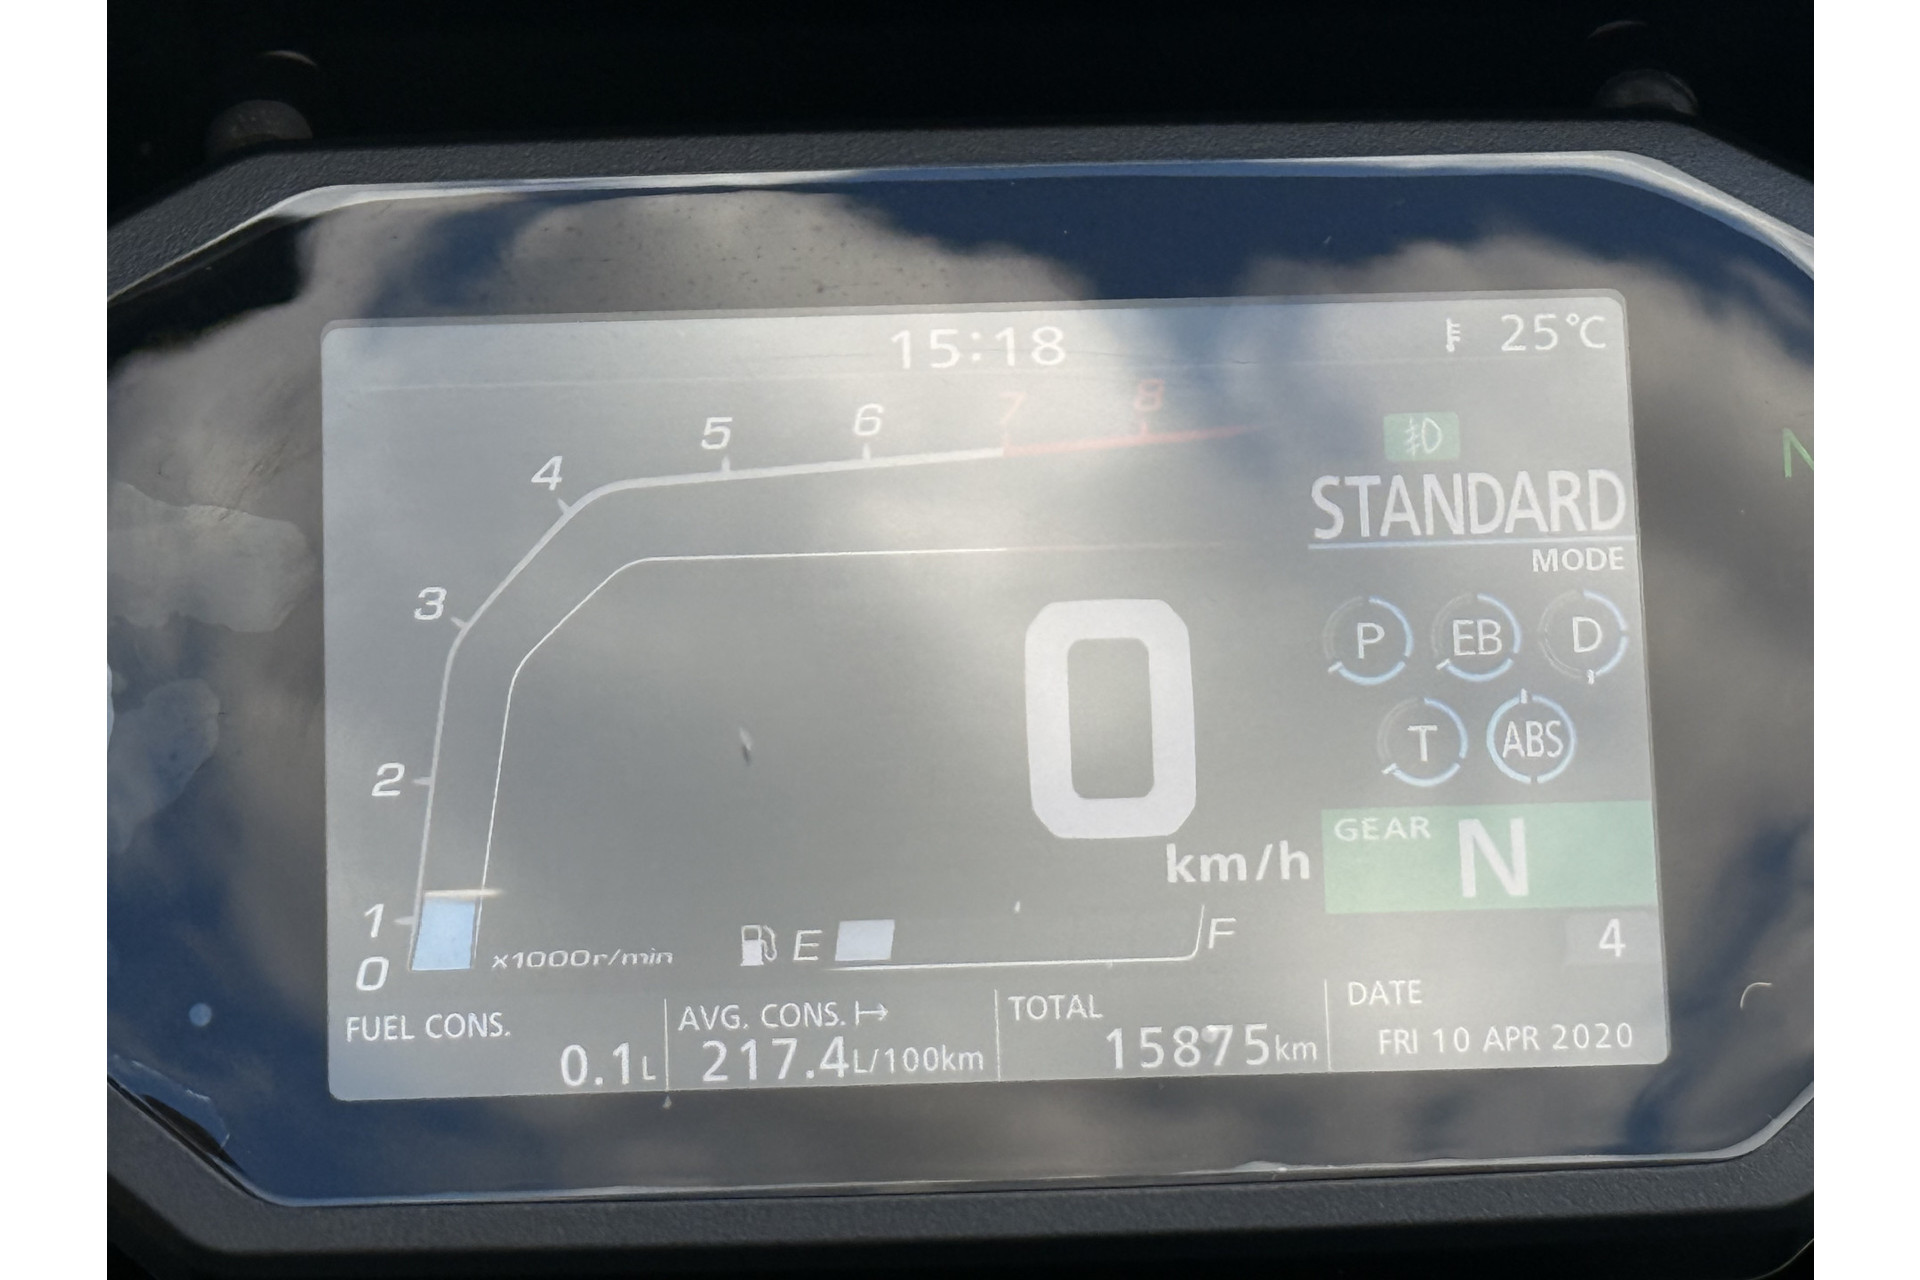 15:18
25°C
8
7
6
5
4
3
2
1
0
x1000r/min
STANDARD
MODE
P EB D
T ABS
0
km/h
GEAR N
4
E F
N
FUEL CONS.
0.1L
AVG. CONS.
217.4L/100km
TOTAL
15875km
DATE
FRI 10 APR 2020